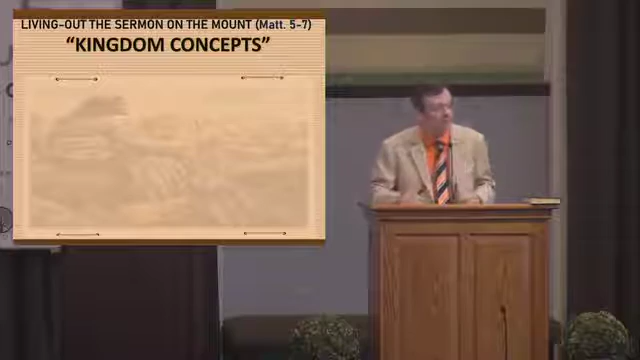 LIVING-OUT THE SERMON ON THE MOUNT (Matt. 5-7)
“KINGDOM CONCEPTS”